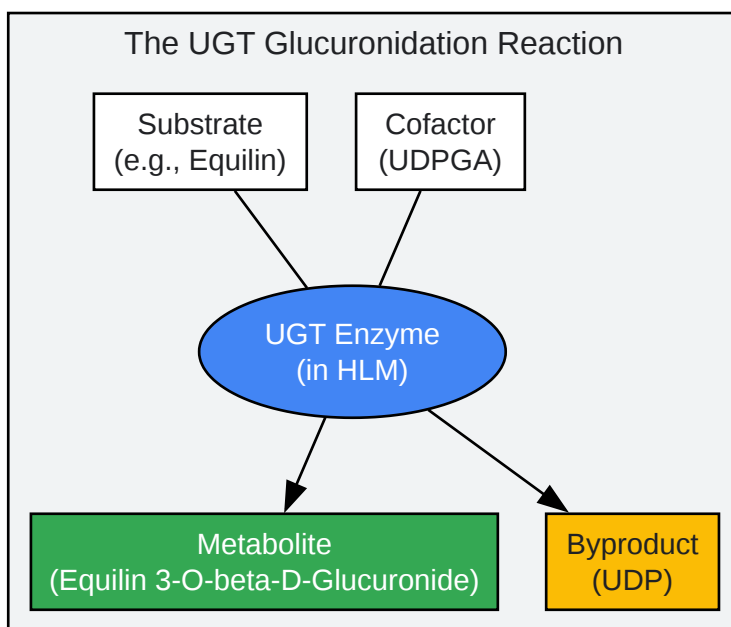 The UGT Glucuronidation Reaction
Substrate
(e.g., Equilin)
Cofactor
(UDPGA)
UGT Enzyme
(in HLM)
Metabolite
(Equilin 3-O-beta-D-Glucuronide)
Byproduct
(UDP)